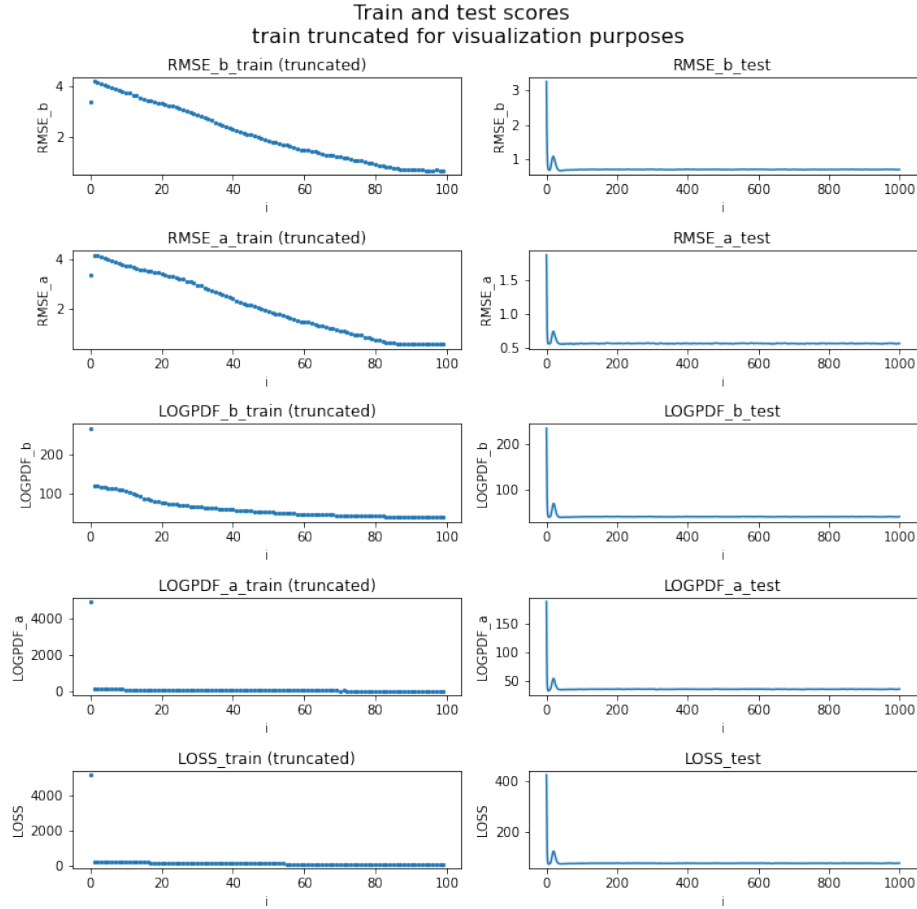 Train and test scores
train truncated for visualization purposes
RMSE_b_train (truncated)
RMSE_b
4
2
0
20
40
60
80
100
i
RMSE_b_test
RMSE_b
3
2
1
0
200
400
600
800
1000
i
RMSE_a_train (truncated)
RMSE_a
4
2
0
20
40
60
80
100
i
RMSE_a_test
RMSE_a
1.5
1.0
0.5
0
200
400
600
800
1000
i
LOGPDF_b_train (truncated)
LOGPDF_b
200
100
0
20
40
60
80
100
i
LOGPDF_b_test
LOGPDF_b
200
100
0
200
400
600
800
1000
i
LOGPDF_a_train (truncated)
LOGPDF_a
4000
2000
0
0
20
40
60
80
100
i
LOGPDF_a_test
LOGPDF_a
150
100
50
0
200
400
600
800
1000
i
LOSS_train (truncated)
LOSS
4000
2000
0
0
20
40
60
80
100
i
LOSS_test
LOSS
400
200
0
200
400
600
800
1000
i